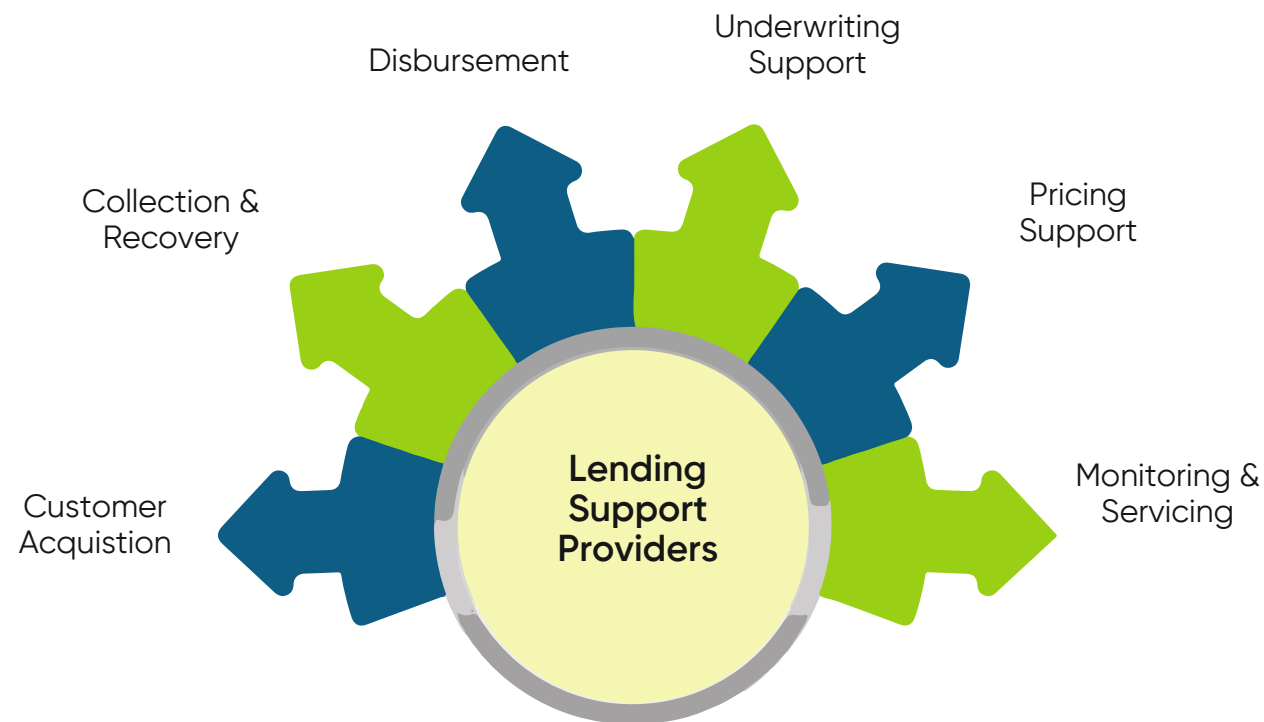 Underwriting
Support
Disbursement
Collection &
Recovery
Pricing
Support
Customer
Acquistion
Lending
Support
Providers
Monitoring &
Servicing